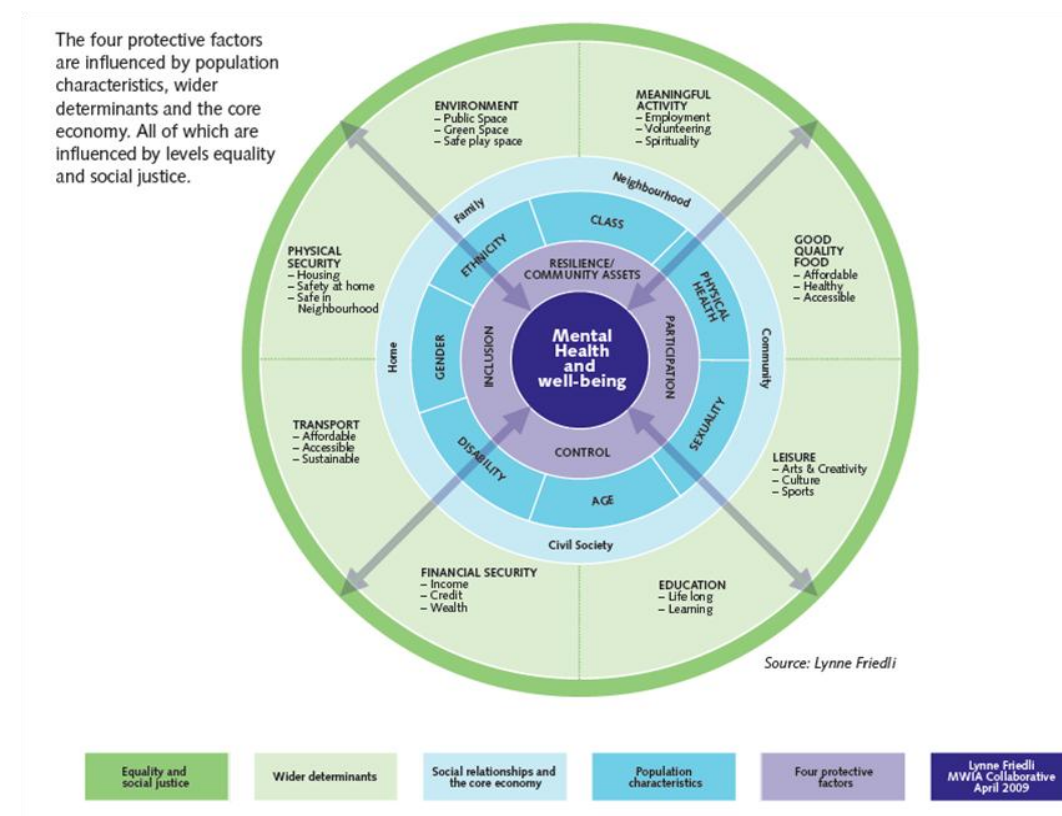 The four protective factors
are influenced by population
characteristics, wider
determinants and the core
economy. All of which are
influenced by levels equality
and social justice.
ENVIRONMENT
– Public Space
– Green Space
– Safe play space
MEANINGFUL
ACTIVITY
– Employment
– Volunteering
– Spirituality
PHYSICAL
SECURITY
– Housing
– Safety at home
– Safe in
Neighbourhood
GOOD
QUALITY
FOOD
– Affordable
– Healthy
– Accessible
TRANSPORT
– Affordable
– Accessible
– Sustainable
LEISURE
– Arts & Creativity
– Culture
– Sports
FINANCIAL SECURITY
– Income
– Credit
– Wealth
EDUCATION
– Life long
– Learning
Family
Neighbourhood
Home
Community
Civil Society
ETHNICITY
CLASS
PHYSICAL
HEALTH
GENDER
SEXUALITY
DISABILITY
AGE
RESILIENCE/
COMMUNITY ASSETS
INCLUSION
PARTICIPATION
CONTROL
Mental
Health
and
well-being
Source: Lynne Friedli
Equality and
social justice
Wider determinants
Social relationships and
the core economy
Population
characteristics
Four protective
factors
Lynne Friedli
MWIA Collaborative
April 2009